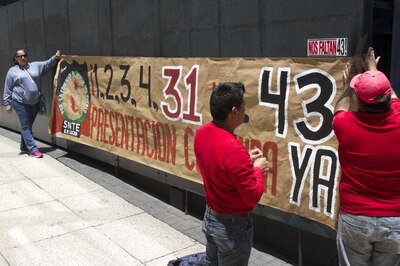 NOS FALTAN 43!
1, 2, 3, 4, 31 43
PRESENTACION C
YA
SNTE